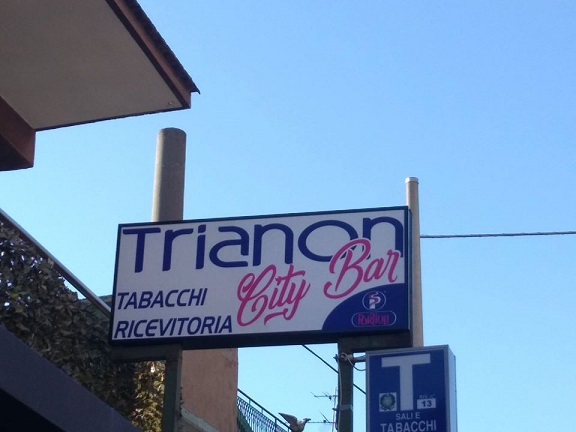 Trianon
City Bar
TABACCHI
RICEVITORIA
T
13
SALI E
TABACCHI